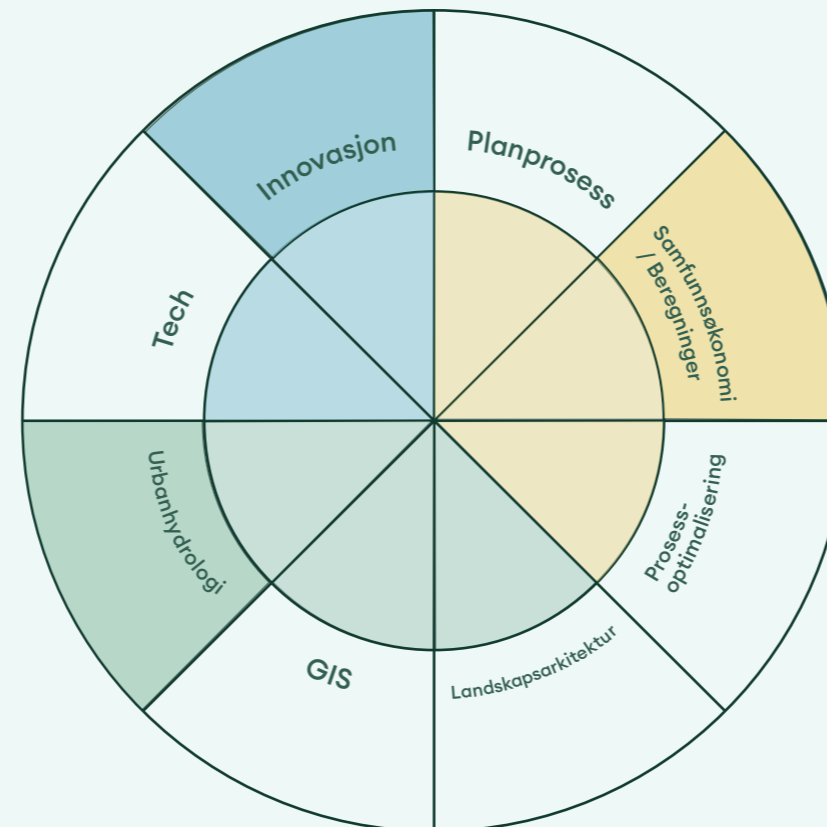 Innovasjon
Planprosess
Samfunnsøkonomi
/ Beregninger
Prosess-
optimalisering
Landskapsarkitektur
GIS
Urbanhydrologi
Tech